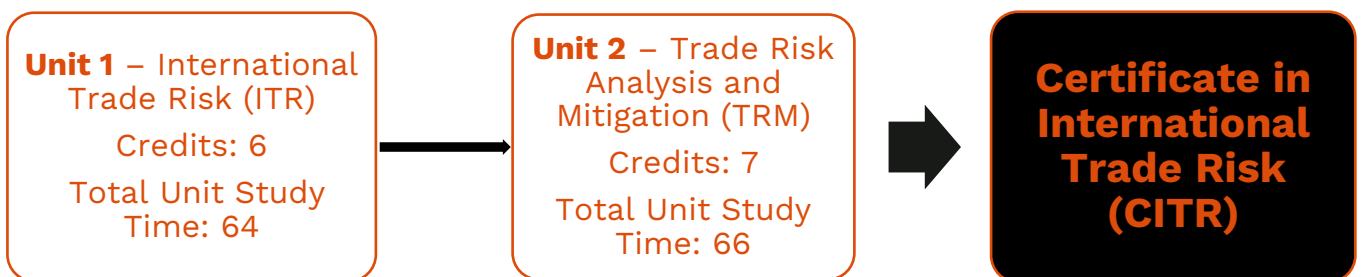 Unit 1 – International
Trade Risk (ITR)
Credits: 6
Total Unit Study
Time: 64
Unit 2 – Trade Risk
Analysis and
Mitigation (TRM)
Credits: 7
Total Unit Study
Time: 66
Certificate in
International
Trade Risk
(CITR)